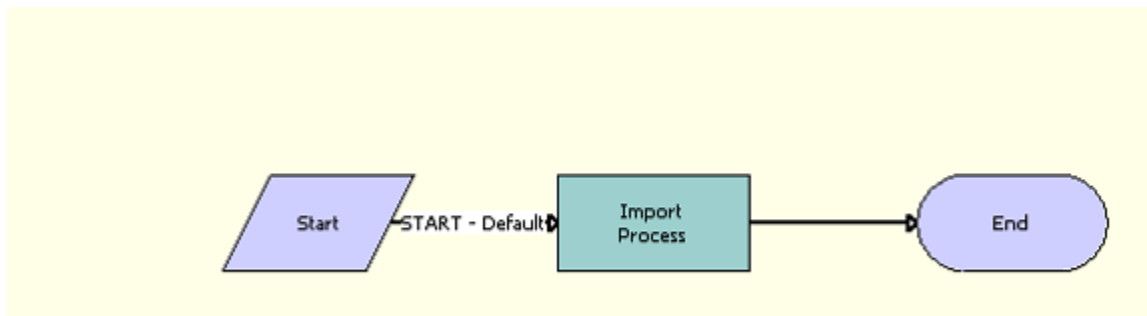 Start
START - Default
Import
Process
End